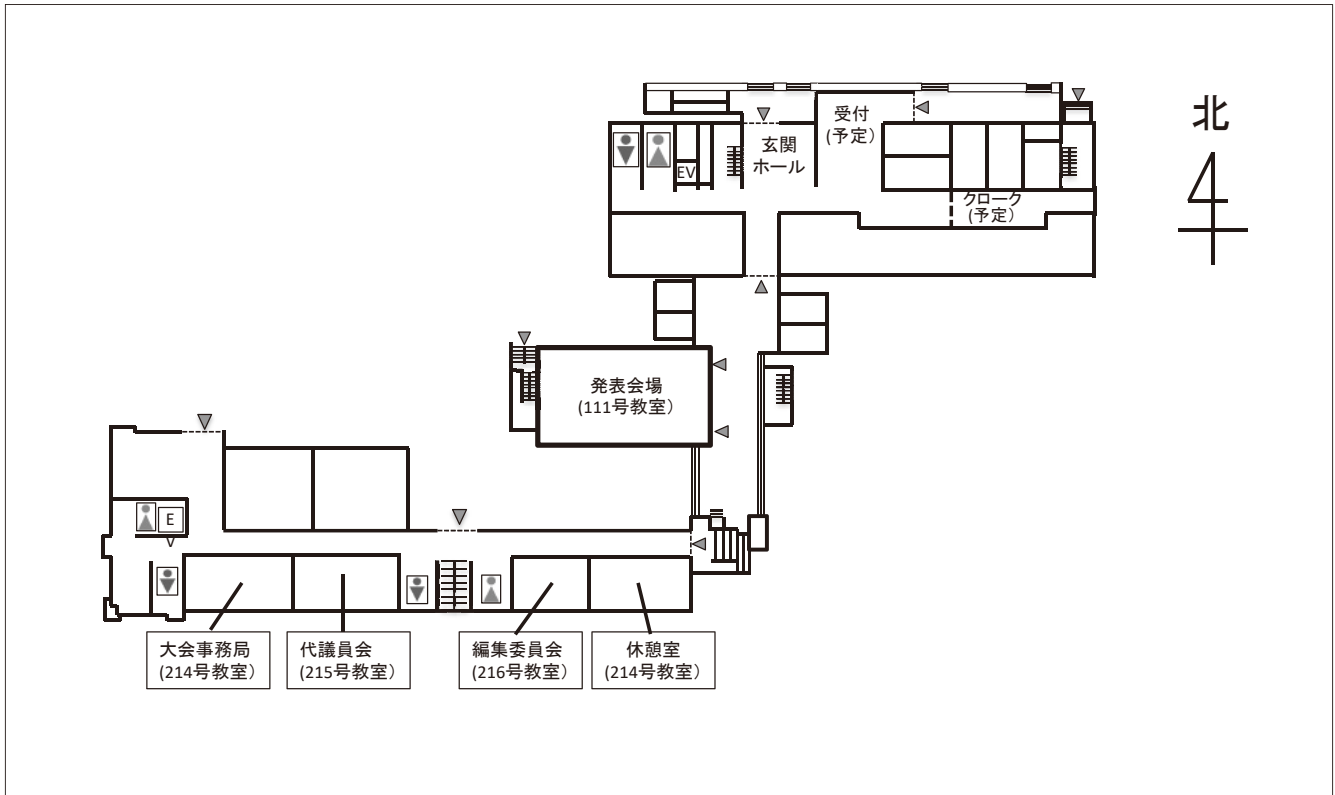 北
受付
(予定)
玄関
ホール
EV
クローク
(予定)
発表会場
(111号教室)
E
V
大会事務局
(214号教室)
代議員会
(215号教室)
編集委員会
(216号教室)
休憩室
(214号教室)